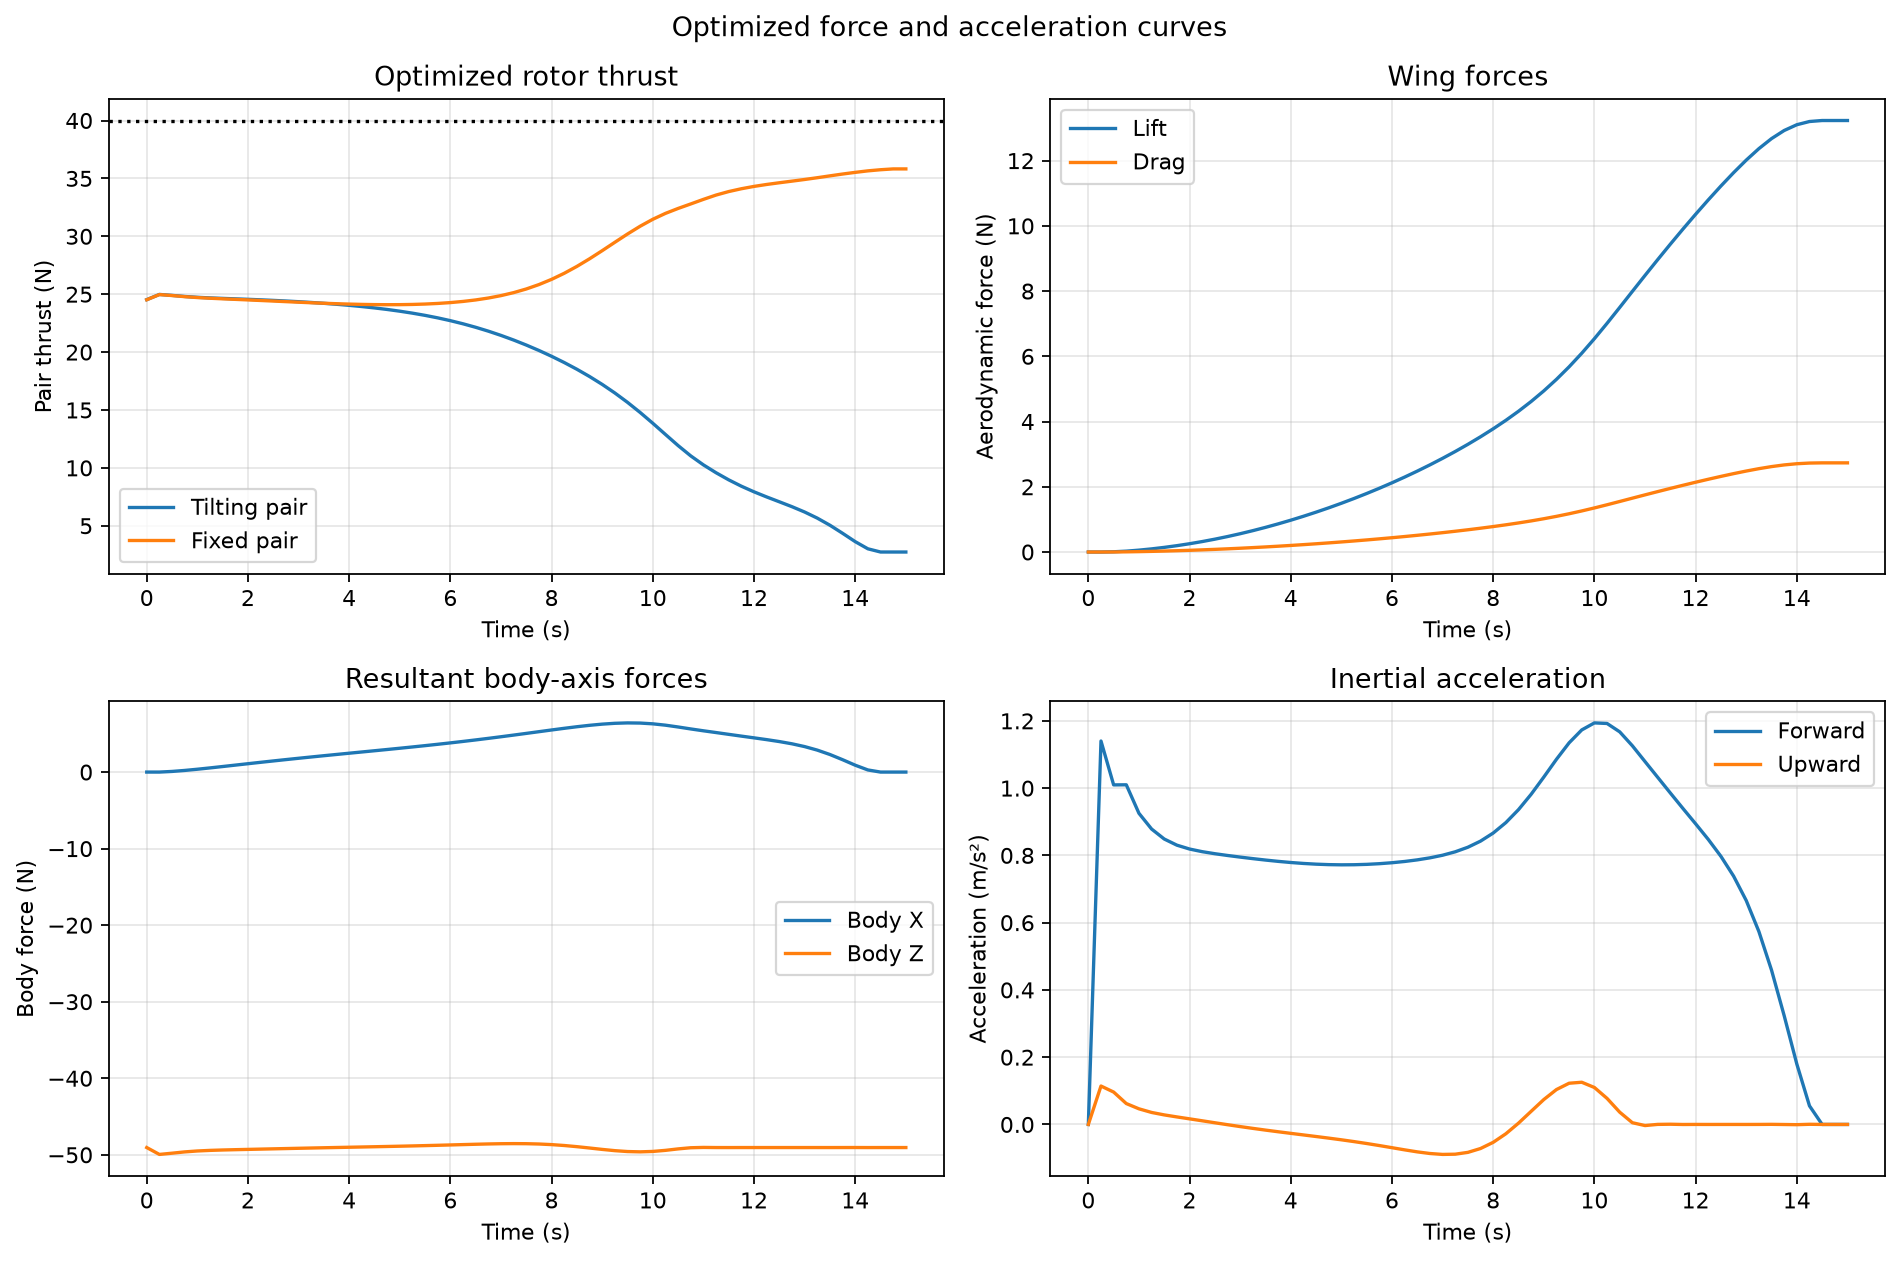 Optimized force and acceleration curves
Optimized rotor thrust
Pair thrust (N)
40
35
30
25
20
15
10
5
Tilting pair
Fixed pair
0 2 4 6 8 10 12 14
Time (s)
Wing forces
Aerodynamic force (N)
Lift
Drag
12
10
8
6
4
2
0
0 2 4 6 8 10 12 14
Time (s)
Resultant body-axis forces
Body force (N)
0
−10
−20
−30
−40
−50
Body X
Body Z
0 2 4 6 8 10 12 14
Time (s)
Inertial acceleration
Acceleration (m/s²)
1.2
1.0
0.8
0.6
0.4
0.2
0.0
Forward
Upward
0 2 4 6 8 10 12 14
Time (s)